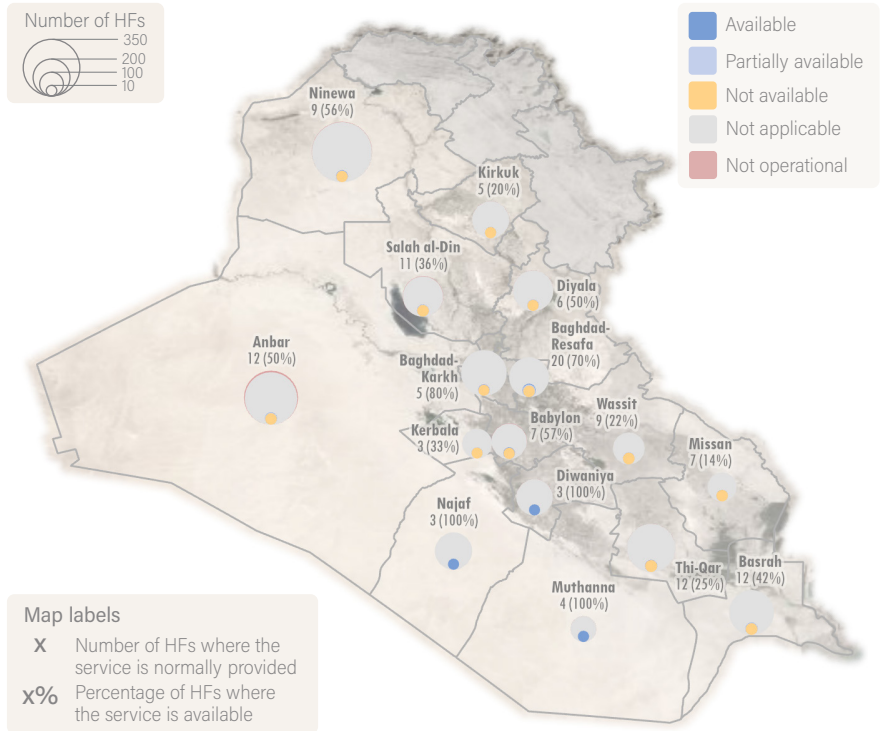 Number of HFs
350
200
100
10
Available
Partially available
Not available
Not applicable
Not operational
Ninewa
9 (56%)
Kirkuk
5 (20%)
Salah al-Din
11 (36%)
Diyala
6 (50%)
Baghdad-
Resafa
20 (70%)
Anbar
12 (50%)
Baghdad-
Karkh
5 (80%)
Wassit
9 (22%)
Kerbala
3 (33%)
Babylon
7 (57%)
Missan
7 (14%)
Diwaniya
3 (100%)
Najaf
3 (100%)
Thi-Qar
12 (25%)
Basrah
12 (42%)
Muthanna
4 (100%)
Map labels
x Number of HFs where the
service is normally provided
x% Percentage of HFs where
the service is available